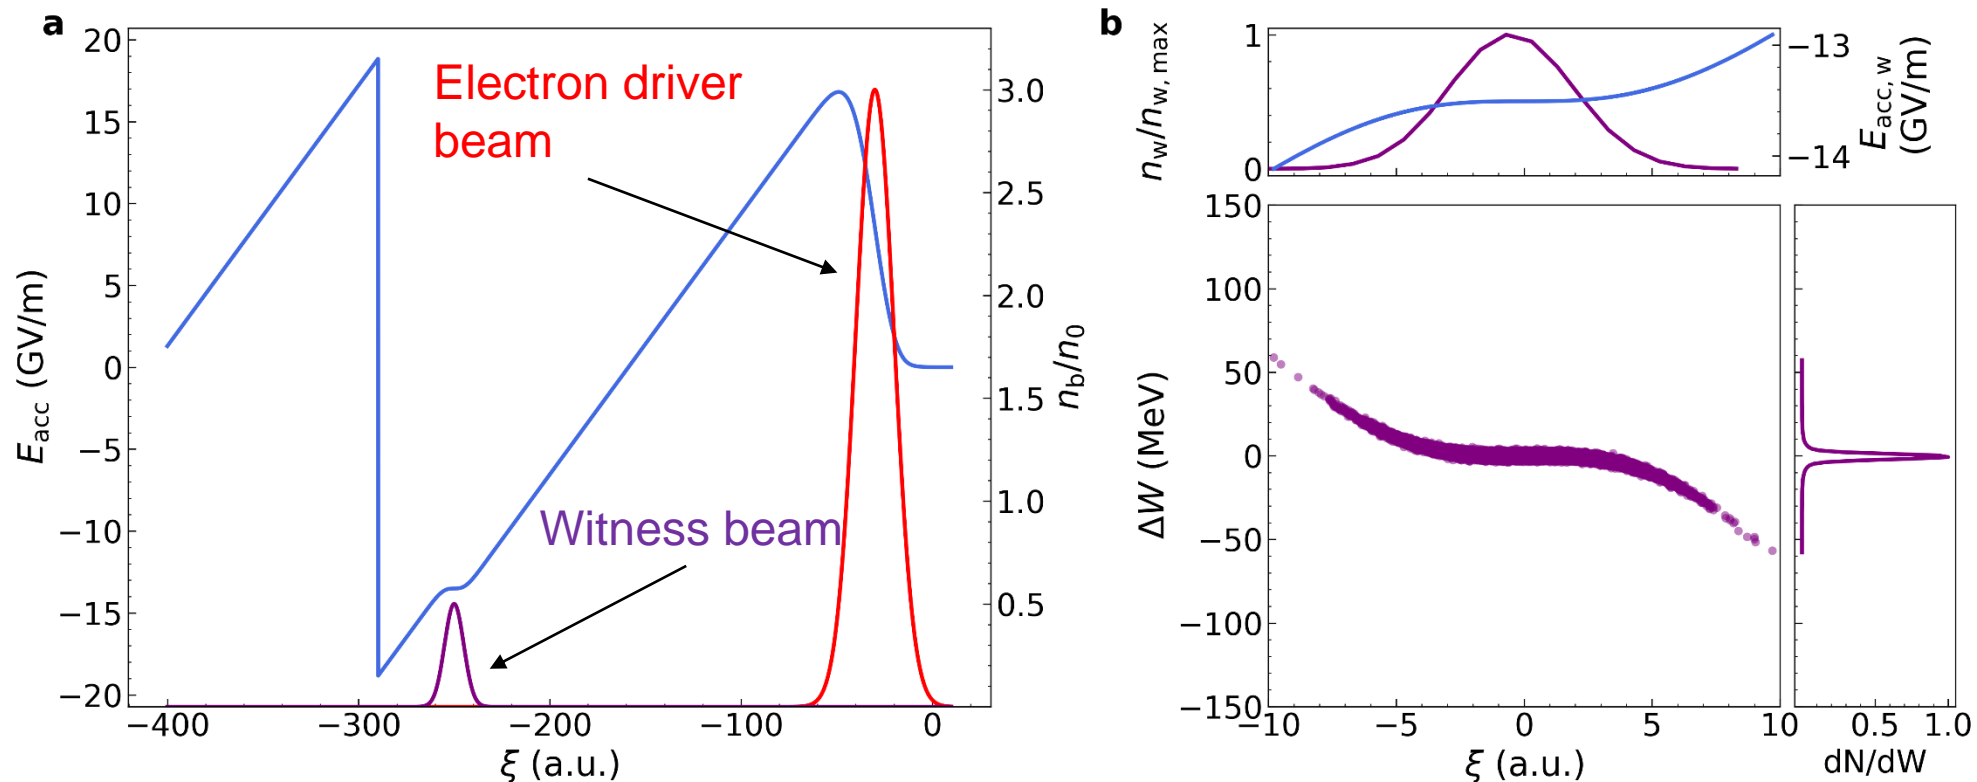 a
20
15
10
5
0
−5
−10
−15
−20
E_acc (GV/m)
Electron driver
beam
Witness beam
3.0
2.5
2.0
1.5
1.0
0.5
n_b/n_0
−400
−300
−200
−100
0
ξ (a.u.)
b
1
0
n_w/n_w,max
−13
−14
E_acc, w
(GV/m)
150
100
50
0
−50
−100
−150
ΔW (MeV)
−10
−5
0
5
10
ξ (a.u.)
0.5
1.0
dN/dW